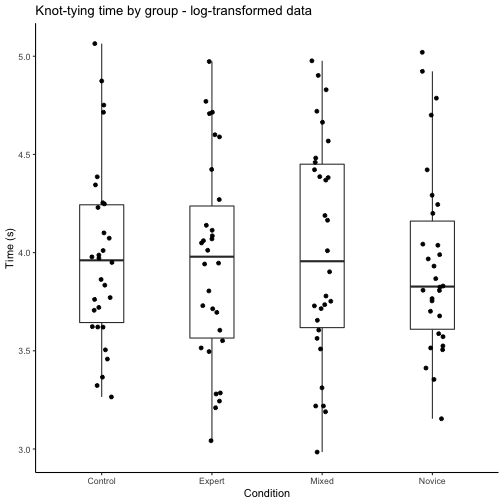 Knot-tying time by group - log-transformed data
5.0
4.5
4.0
3.5
3.0
Time (s)
Control Expert Mixed Novice
Condition